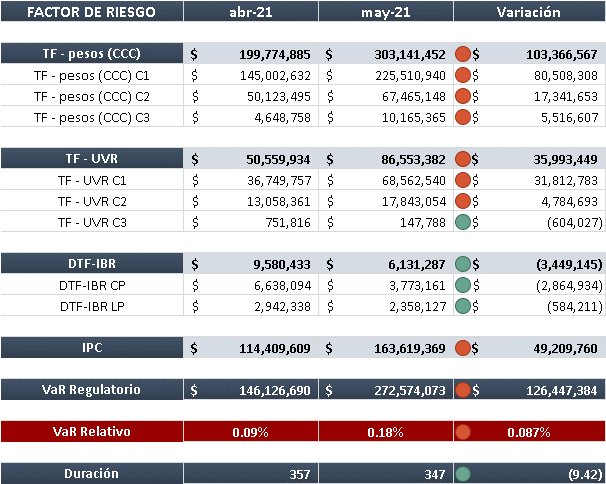 FACTOR DE RIESGO abr-21 may-21 Variación
TF - pesos (CCC) $ 199,774,885 303,141,452 $ 103,366,567
TF - pesos (CCC) C1 $ 145,002,632 $ 225,510,940 $ 80,508,308
TF - pesos (CCC) C2 $ 50,123,495 $ 67,465,148 $ 17,341,653
TF - pesos (CCC) C3 $ 4,648,758 $ 10,165,365 $ 5,516,607
TF - UVR $ 50,559,934 $ 86,553,382 $ 35,993,449
TF - UVR C1 $ 36,749,757 $ 68,562,540 $ 31,812,783
TF - UVR C2 $ 13,058,361 $ 17,843,054 $ 4,784,693
TF - UVR C3 $ 751,816 $ 147,788 $ (604,027)
DTF-IBR $ 9,580,433 $ 6,131,287 $ (3,449,145)
DTF-IBR CP $ 6,638,094 $ 3,773,161 $ (2,864,934)
DTF-IBR LP $ 2,942,338 $ 2,358,127 $ (584,211)
IPC $ 114,409,609 $ 163,619,369 $ 49,209,760
VaR Regulatorio $ 146,126,690 $ 272,574,073 $ 126,447,384
VaR Relativo 0.09% 0.18% 0.087%
Duración 357 347 (9.42)